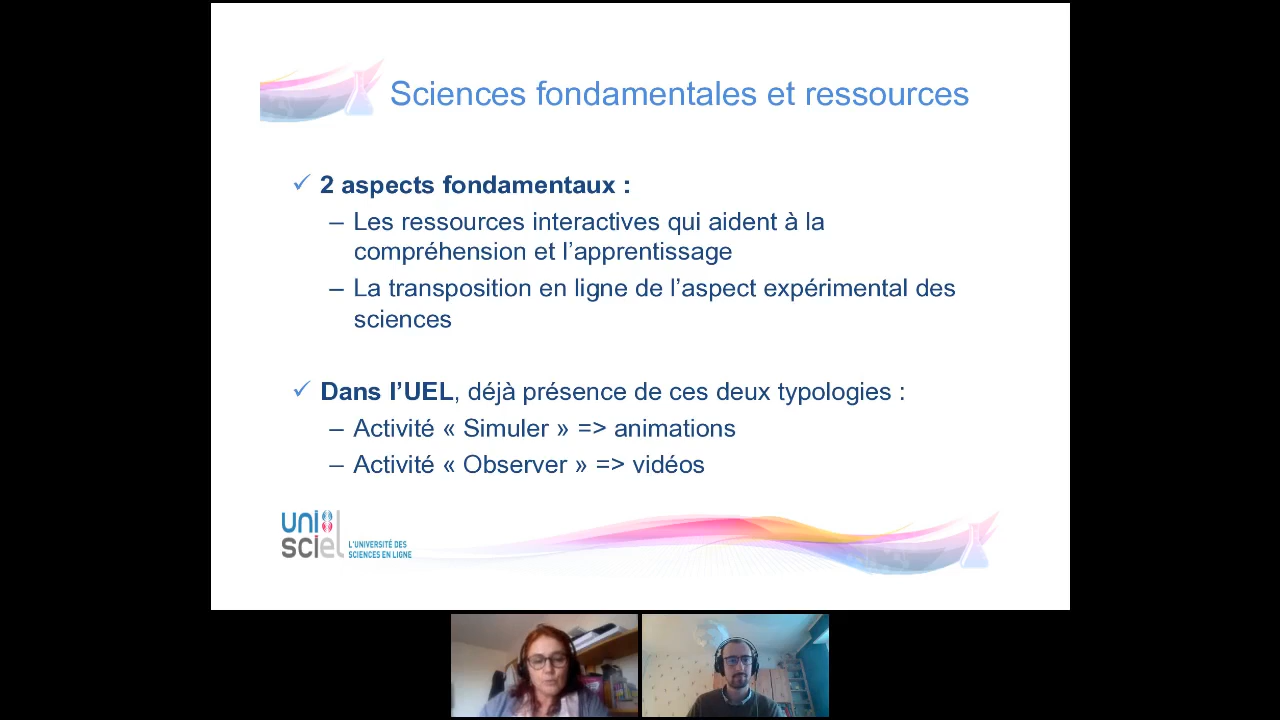 Sciences fondamentales et ressources
✓ 2 aspects fondamentaux :
– Les ressources interactives qui aident à la
compréhension et l’apprentissage
– La transposition en ligne de l’aspect expérimental des
sciences
✓ Dans l’UEL, déjà présence de ces deux typologies :
– Activité « Simuler » => animations
– Activité « Observer » => vidéos
uni
sciel
L'UNIVERSITÉ DES
SCIENCES EN LIGNE